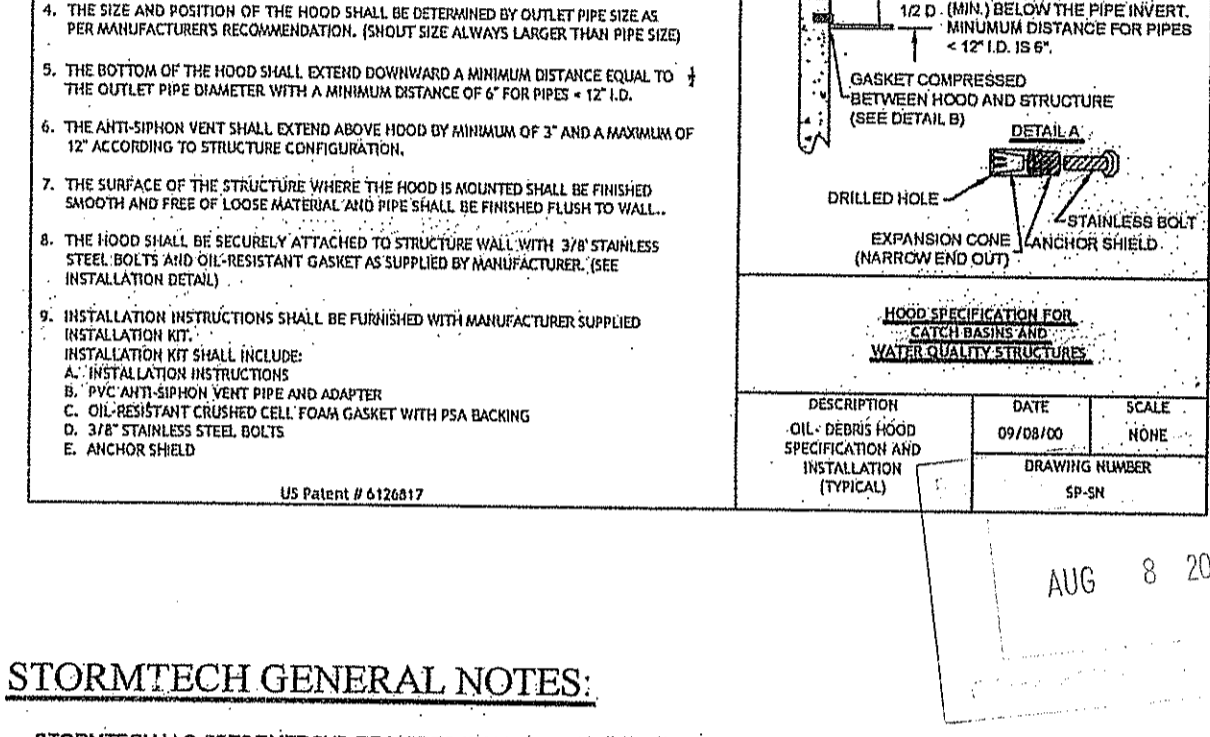 4. THE SIZE AND POSITION OF THE HOOD SHALL BE DETERMINED BY OUTLET PIPE SIZE AS
PER MANUFACTURER'S RECOMMENDATION. (SNOUT SIZE ALWAYS LARGER THAN PIPE SIZE)
5. THE BOTTOM OF THE HOOD SHALL EXTEND DOWNWARD A MINIMUM DISTANCE EQUAL TO ½
THE OUTLET PIPE DIAMETER WITH A MINIMUM DISTANCE OF 6" FOR PIPES < 12" I.D.
6. THE ANTI-SIPHON VENT SHALL EXTEND ABOVE HOOD BY MINIMUM OF 3" AND A MAXIMUM OF
12" ACCORDING TO STRUCTURE CONFIGURATION.
7. THE SURFACE OF THE STRUCTURE WHERE THE HOOD IS MOUNTED SHALL BE FINISHED
SMOOTH AND FREE OF LOOSE MATERIAL AND PIPE SHALL BE FINISHED FLUSH TO WALL..
8. THE HOOD SHALL BE SECURELY ATTACHED TO STRUCTURE WALL WITH 3/8' STAINLESS
STEEL BOLTS AND OIL-RESISTANT GASKET AS SUPPLIED BY MANUFACTURER. (SEE
INSTALLATION DETAIL)
9. INSTALLATION INSTRUCTIONS SHALL BE FURNISHED WITH MANUFACTURER SUPPLIED
INSTALLATION KIT.
INSTALLATION KIT SHALL INCLUDE:
A. INSTALLATION INSTRUCTIONS
B. PVC ANTI-SIPHON VENT PIPE AND ADAPTER
C. OIL-RESISTANT CRUSHED CELL FOAM GASKET WITH PSA BACKING
D. 3/8" STAINLESS STEEL BOLTS
E. ANCHOR SHIELD
US Patent # 6126817
1/2 D (MIN.) BELOW THE PIPE INVERT.
MINUMUM DISTANCE FOR PIPES
< 12" I.D. IS 6".
GASKET COMPRESSED
BETWEEN HOOD AND STRUCTURE
(SEE DETAIL B)
DETAIL A
DRILLED HOLE
STAINLESS BOLT
EXPANSION CONE
(NARROW END OUT)
ANCHOR SHIELD
HOOD SPECIFICATION FOR
CATCH BASINS AND
WATER QUALITY STRUCTURES
DESCRIPTION
OIL- DEBRIS HOOD
SPECIFICATION AND
INSTALLATION
(TYPICAL)
DATE
09/08/00
SCALE
NONE
DRAWING NUMBER
SP-SN
AUG 8 20
STORMTECH GENERAL NOTES: